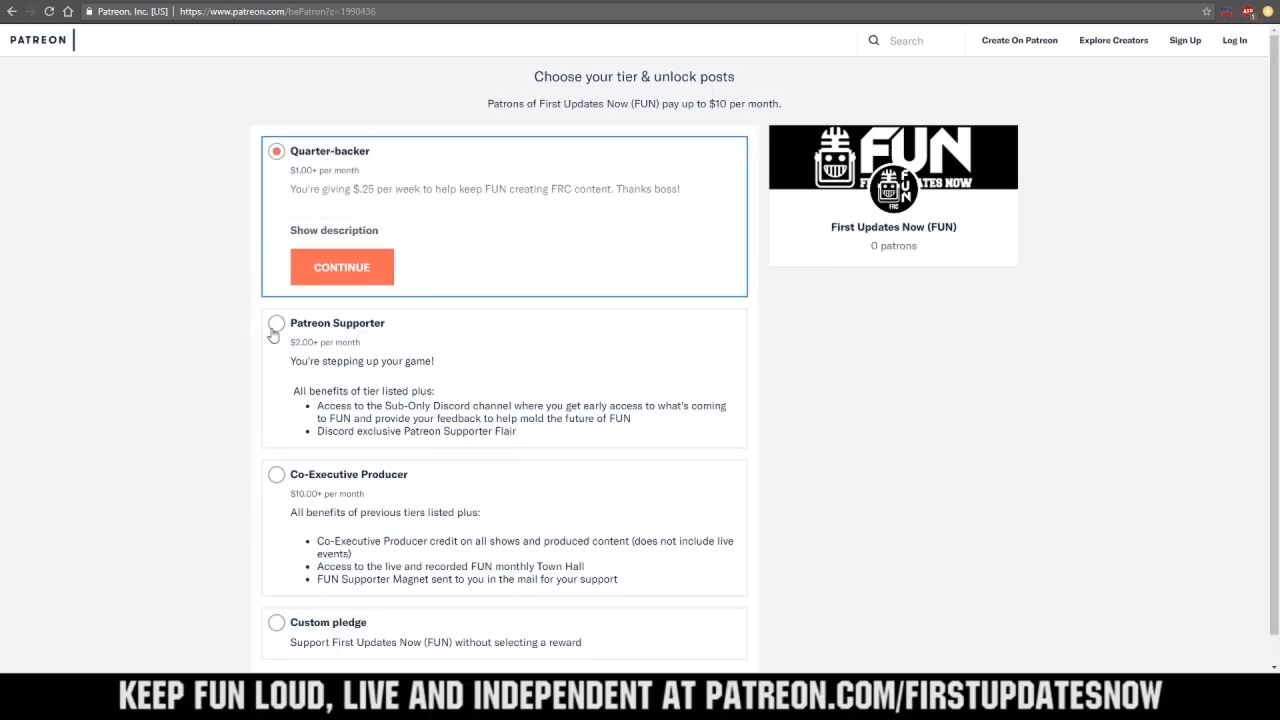 Patreon, Inc. [US] | https://www.patreon.com/bePatron?c=1990436
PATREON
Search
Create On Patreon
Explore Creators
Sign Up
Log In
Choose your tier & unlock posts
Patrons of First Updates Now (FUN) pay up to $10 per month.
Quarter-backer
$1.00+ per month
You're giving $.25 per week to help keep FUN creating FRC content. Thanks boss!
Show description
CONTINUE
Patreon Supporter
$2.00+ per month
You're stepping up your game!
All benefits of tier listed plus:
• Access to the Sub-Only Discord channel where you get early access to what's coming
to FUN and provide your feedback to help mold the future of FUN
• Discord exclusive Patreon Supporter Flair
Co-Executive Producer
$10.00+ per month
All benefits of previous tiers listed plus:
• Co-Executive Producer credit on all shows and produced content (does not include live
events)
• Access to the live and recorded FUN monthly Town Hall
• FUN Supporter Magnet sent to you in the mail for your support
Custom pledge
Support First Updates Now (FUN) without selecting a reward
FUN
FUN
FRC
First Updates Now (FUN)
0 patrons
KEEP FUN LOUD, LIVE AND INDEPENDENT AT PATREON.COM/FIRSTUPDATESNOW